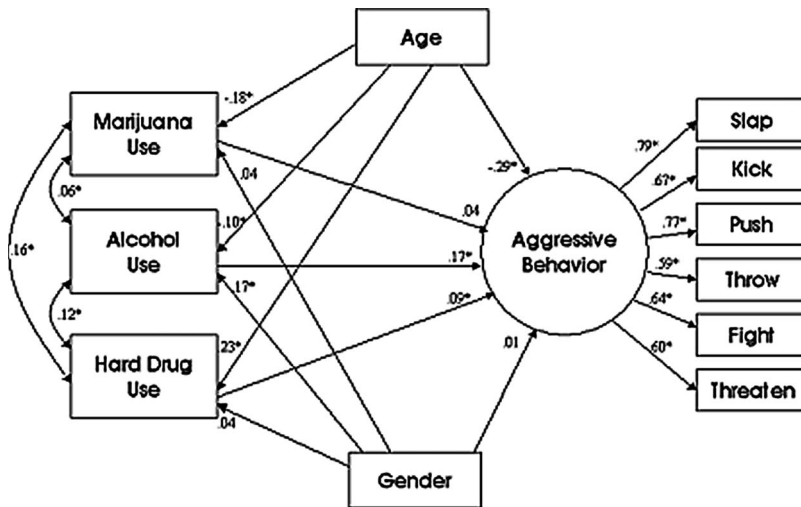 Age
Marijuana
Use
Alcohol
Use
Hard Drug
Use
Gender
Aggressive
Behavior
Slap
Kick
Push
Throw
Fight
Threaten
-.18*
.04
.06*
-.10*
.16*
.12*
.17*
.23*
.04
-.29*
.04
.17*
.09*
.01
.79*
.67*
.77*
.59*
.64*
.60*